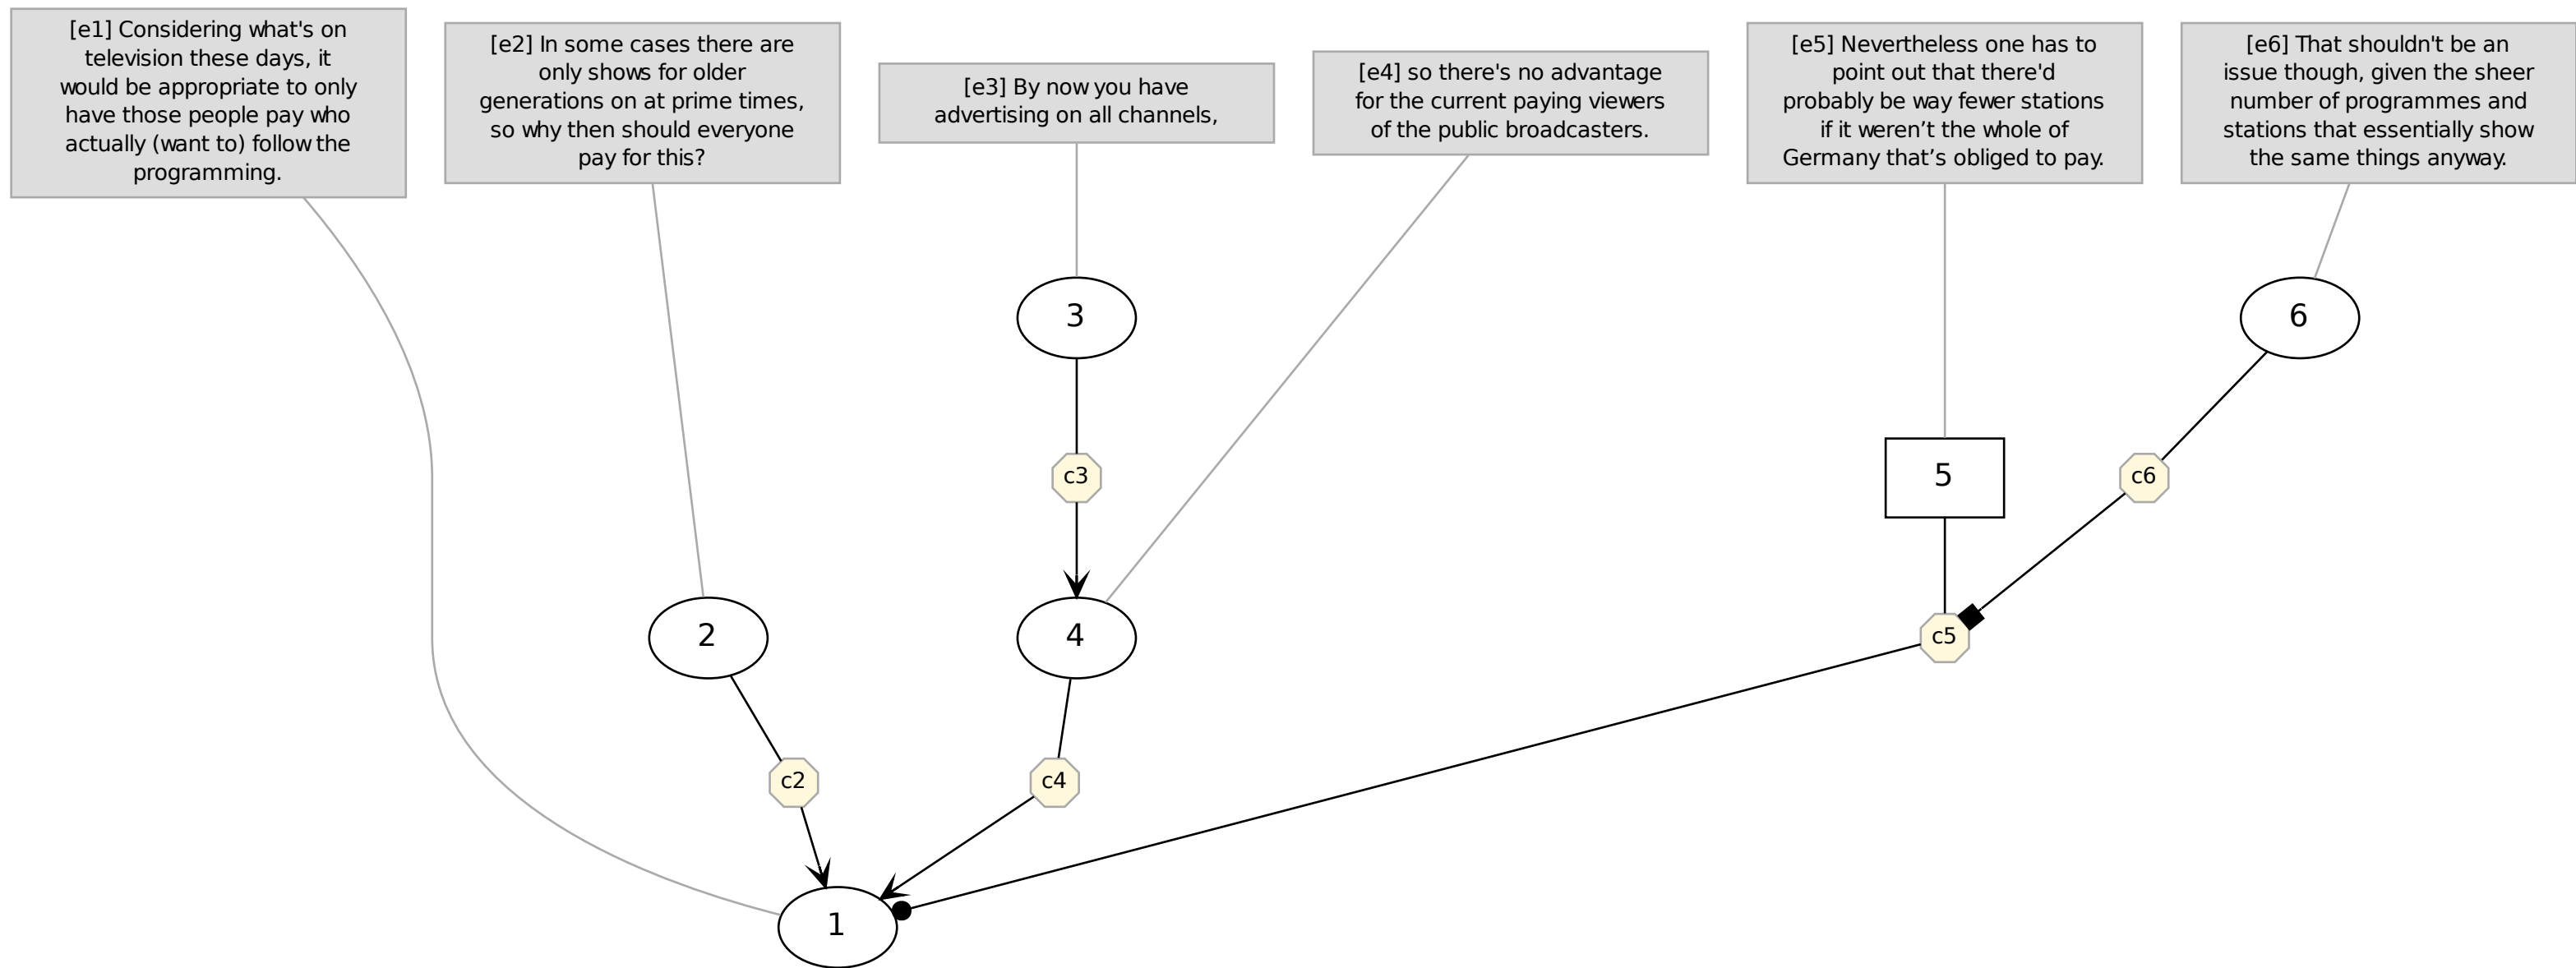 [e1] Considering what's on
television these days, it
would be appropriate to only
have those people pay who
actually (want to) follow the
programming.
[e2] In some cases there are
only shows for older
generations on at prime times,
so why then should everyone
pay for this?
[e3] By now you have
advertising on all channels,
[e4] so there's no advantage
for the current paying viewers
of the public broadcasters.
[e5] Nevertheless one has to
point out that there'd
probably be way fewer stations
if it weren’t the whole of
Germany that’s obliged to pay.
[e6] That shouldn't be an
issue though, given the sheer
number of programmes and
stations that essentially show
the same things anyway.
3
6
c3
5
c6
2
4
c5
c2
c4
1